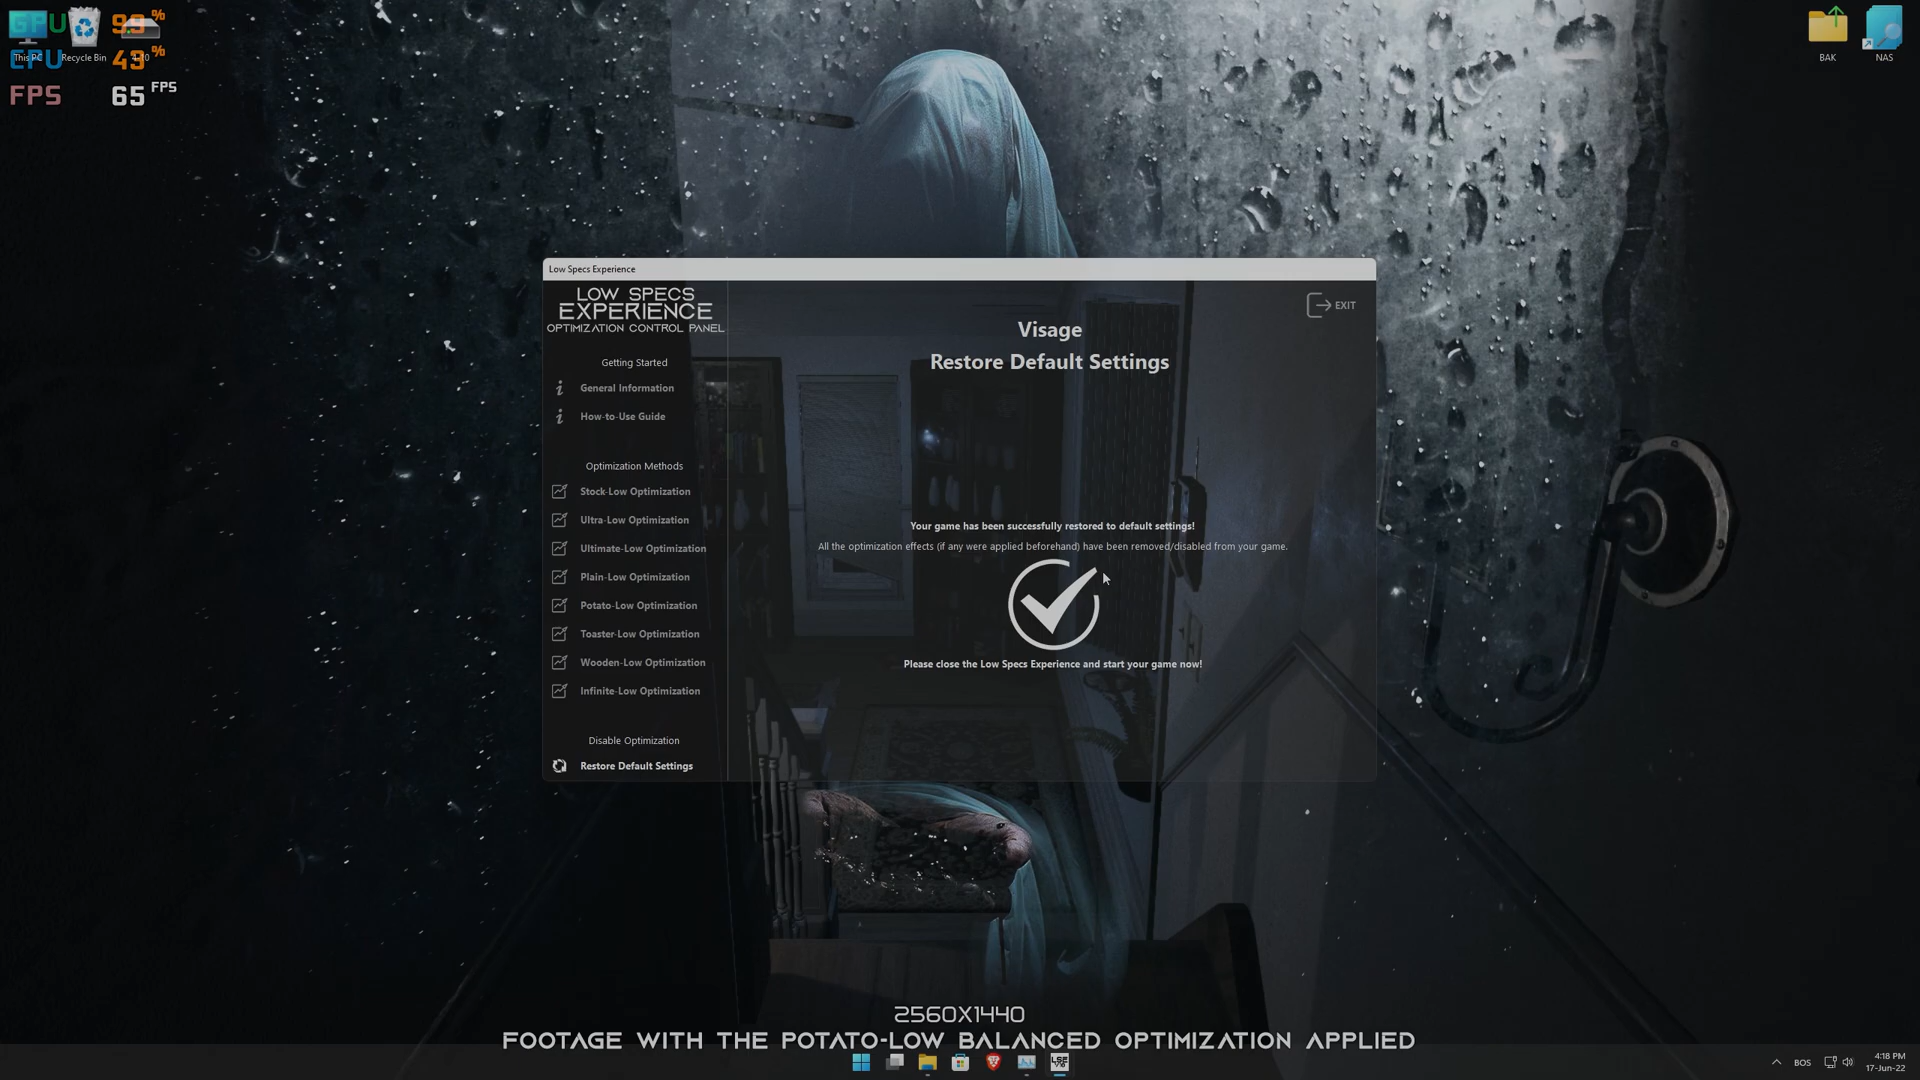 GPU 99 %
CPU 43 %
FPS 65 FPS
This PC
Recycle Bin
BAK
NAS
Low Specs Experience
LOW SPECS
EXPERIENCE
OPTIMIZATION CONTROL PANEL
Getting Started
General Information
How-to-Use Guide
Optimization Methods
Stock-Low Optimization
Ultra-Low Optimization
Ultimate-Low Optimization
Plain-Low Optimization
Potato-Low Optimization
Toaster-Low Optimization
Wooden-Low Optimization
Infinite-Low Optimization
Disable Optimization
Restore Default Settings
EXIT
Visage
Restore Default Settings
Your game has been successfully restored to default settings!
All the optimization effects (if any were applied beforehand) have been removed/disabled from your game.
Please close the Low Specs Experience and start your game now!
2560X1440
FOOTAGE WITH THE POTATO-LOW BALANCED OPTIMIZATION APPLIED
BOS
4:18 PM
17-Jun-22